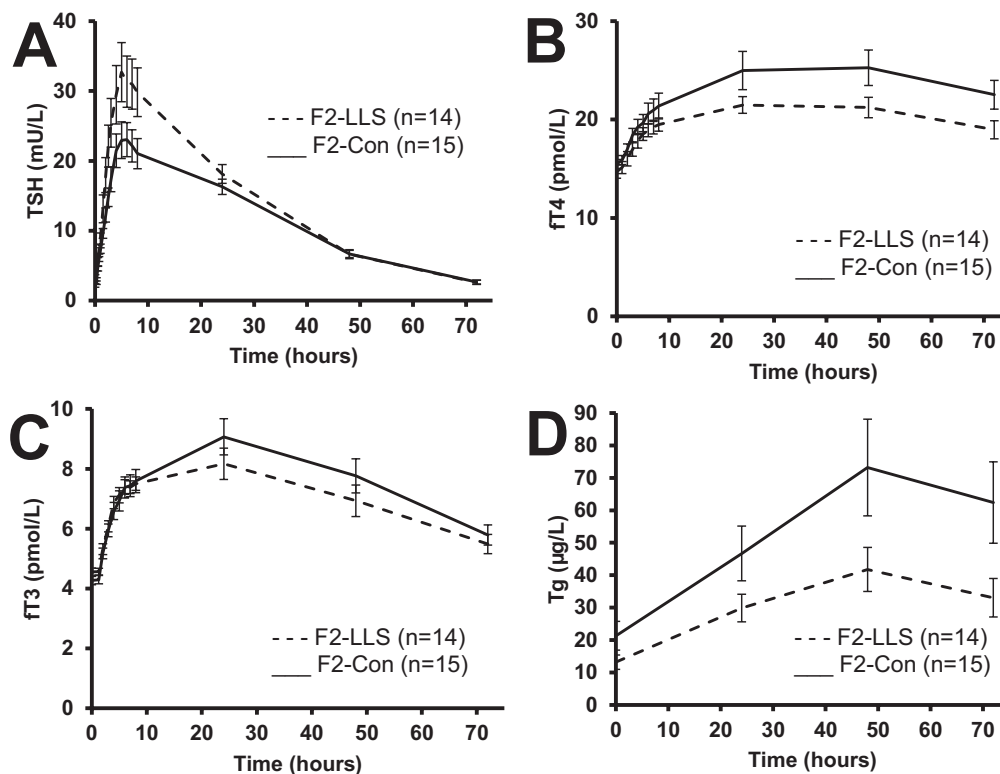 A
TSH (mU/L)
40
30
20
10
0
0 10 20 30 40 50 60 70
Time (hours)
F2-LLS (n=14)
F2-Con (n=15)
B
fT4 (pmol/L)
30
20
10
0
0 10 20 30 40 50 60 70
Time (hours)
F2-LLS (n=14)
F2-Con (n=15)
C
fT3 (pmol/L)
10
8
6
4
2
0
0 10 20 30 40 50 60 70
Time (hours)
F2-LLS (n=14)
F2-Con (n=15)
D
Tg (µg/L)
90
80
70
60
50
40
30
20
10
0
0 10 20 30 40 50 60 70
Time (hours)
F2-LLS (n=14)
F2-Con (n=15)